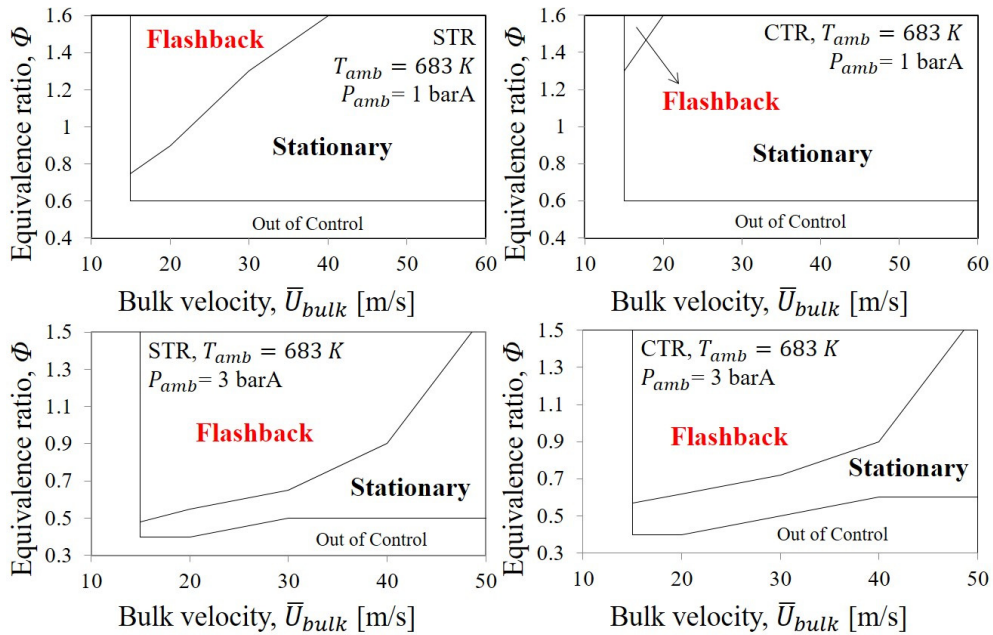 Equivalence ratio, Φ
1.6
1.4
1.2
1
0.8
0.6
0.4
Flashback
STR
T_amb = 683 K
P_amb= 1 barA
Stationary
Out of Control
10 20 30 40 50 60
Bulk velocity, U̅_bulk [m/s]
Equivalence ratio, Φ
1.6
1.4
1.2
1
0.8
0.6
0.4
CTR, T_amb = 683 K
P_amb= 1 barA
Flashback
Stationary
Out of Control
10 20 30 40 50 60
Bulk velocity, U̅_bulk [m/s]
Equivalence ratio, Φ
1.5
1.3
1.1
0.9
0.7
0.5
0.3
STR, T_amb = 683 K
P_amb= 3 barA
Flashback
Stationary
Out of Control
10 20 30 40 50
Bulk velocity, U̅_bulk [m/s]
Equivalence ratio, Φ
1.5
1.3
1.1
0.9
0.7
0.5
0.3
CTR, T_amb = 683 K
P_amb= 3 barA
Flashback
Stationary
Out of Control
10 20 30 40 50
Bulk velocity, U̅_bulk [m/s]